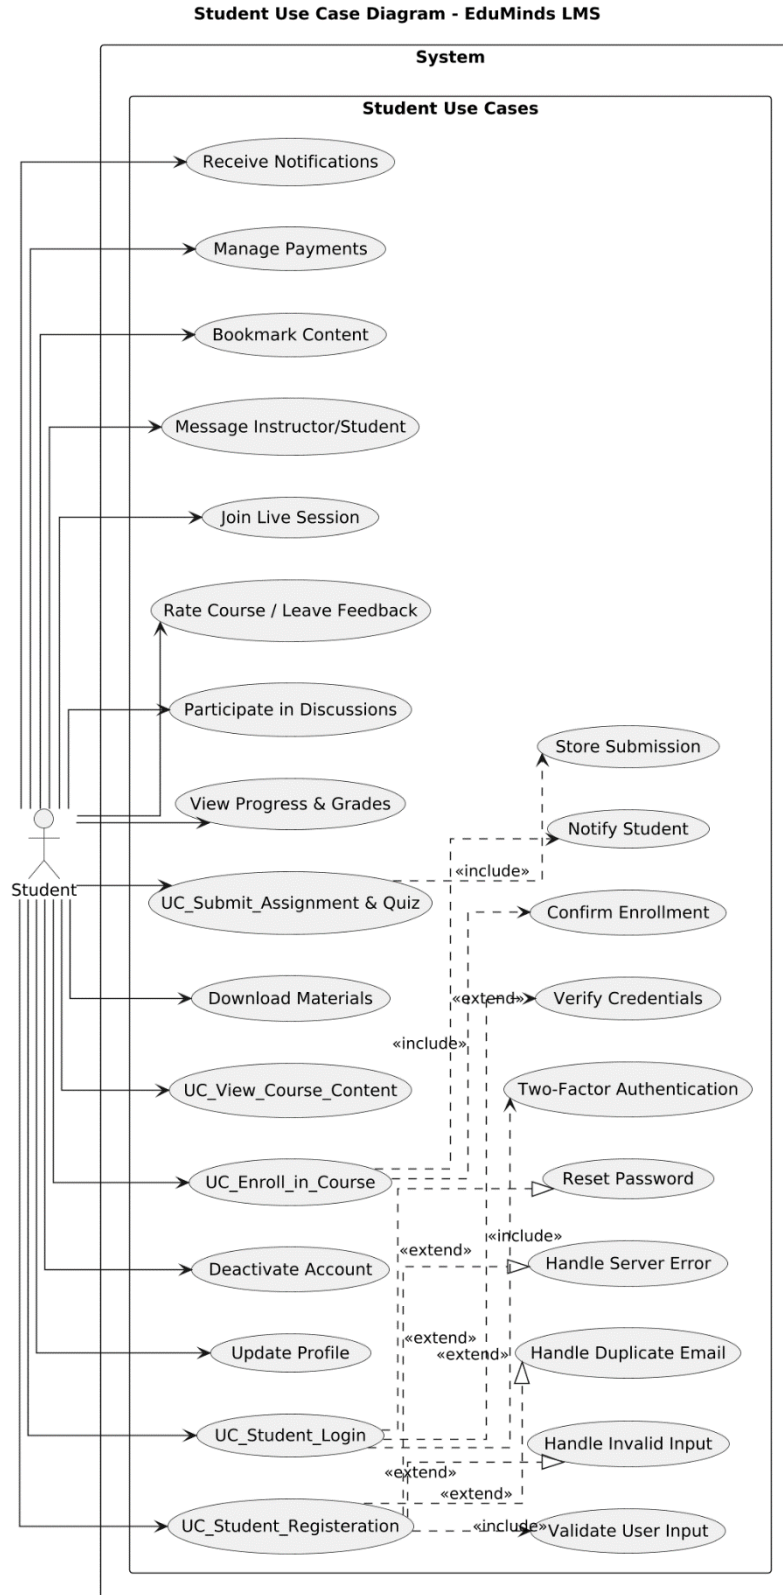 Student Use Case Diagram - EduMinds LMS
System
Student Use Cases
Receive Notifications
Manage Payments
Bookmark Content
Message Instructor/Student
Join Live Session
Rate Course / Leave Feedback
Participate in Discussions
Store Submission
View Progress & Grades
Notify Student
«include»
Student
UC_Submit_Assignment & Quiz
Confirm Enrollment
Download Materials
«extend»
Verify Credentials
«include»
UC_View_Course_Content
Two-Factor Authentication
UC_Enroll_in_Course
Reset Password
«include»
«extend»
Deactivate Account
Handle Server Error
«extend»
«extend»
Update Profile
Handle Duplicate Email
UC_Student_Login
Handle Invalid Input
«extend»
«extend»
UC_Student_Registeration
«include»
Validate User Input